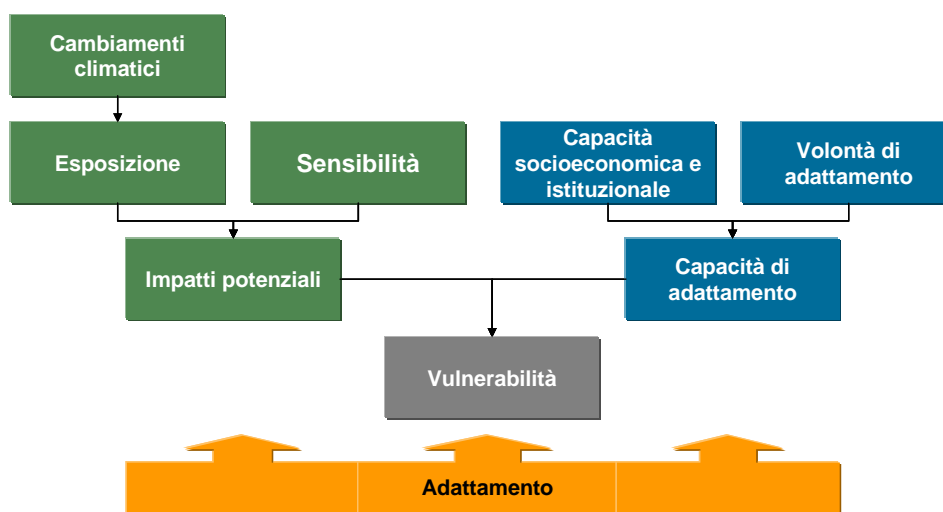 Cambiamenti
climatici
Esposizione
Sensibilità
Capacità
socioeconomica e
istituzionale
Volontà di
adattamento
Impatti potenziali
Capacità di
adattamento
Vulnerabilità
Adattamento